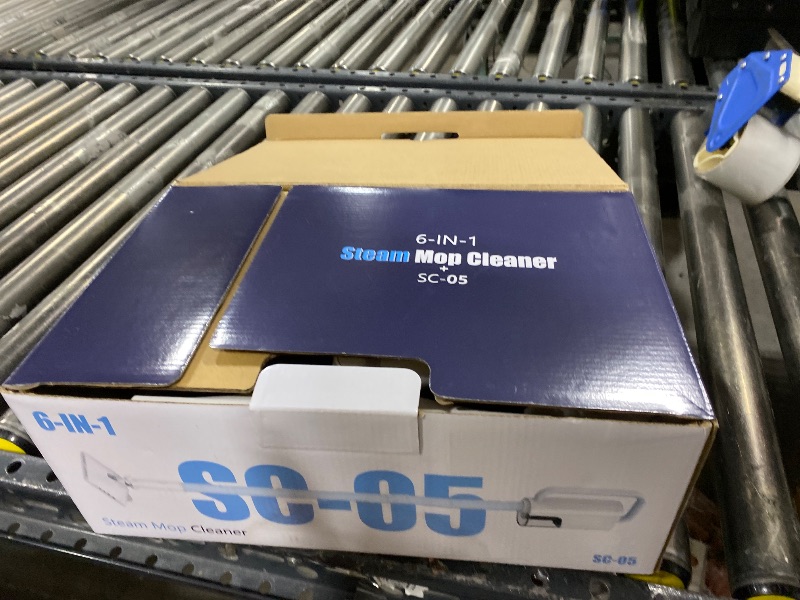 6-IN-1
Steam Mop Cleaner
+
SC-05
6-IN-1
SC-05
Steam Mop Cleaner
SC-05